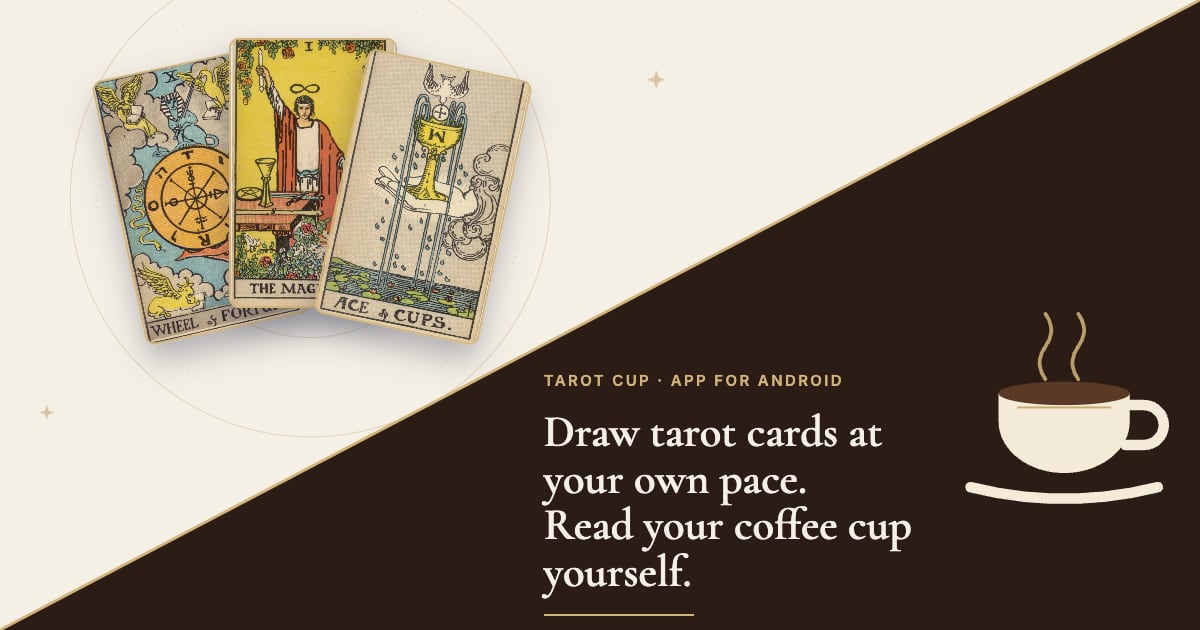 X
I
WHEEL of FORTU
THE MAG
ACE of CUPS.
TAROT CUP · APP FOR ANDROID
Draw tarot cards at
your own pace.
Read your coffee cup
yourself.